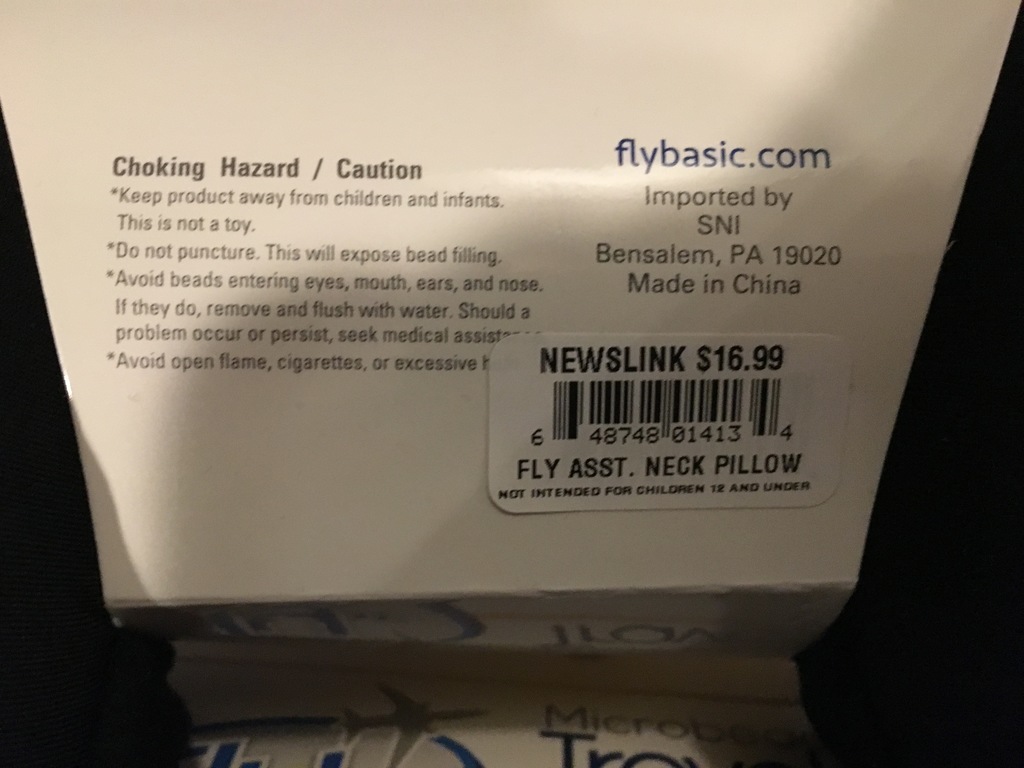 Choking Hazard / Caution
*Keep product away from children and infants.
This is not a toy.
*Do not puncture. This will expose bead filling.
*Avoid beads entering eyes, mouth, ears, and nose.
If they do, remove and flush with water. Should a
problem occur or persist, seek medical
*Avoid open flame, cigarettes, or excessive
flybasic.com
Imported by
SNI
Bensalem, PA 19020
Made in China
NEWSLINK $16.99
6 48748 01413 4
FLY ASST. NECK PILLOW
NOT INTENDED FOR CHILDREN 12 AND UNDER